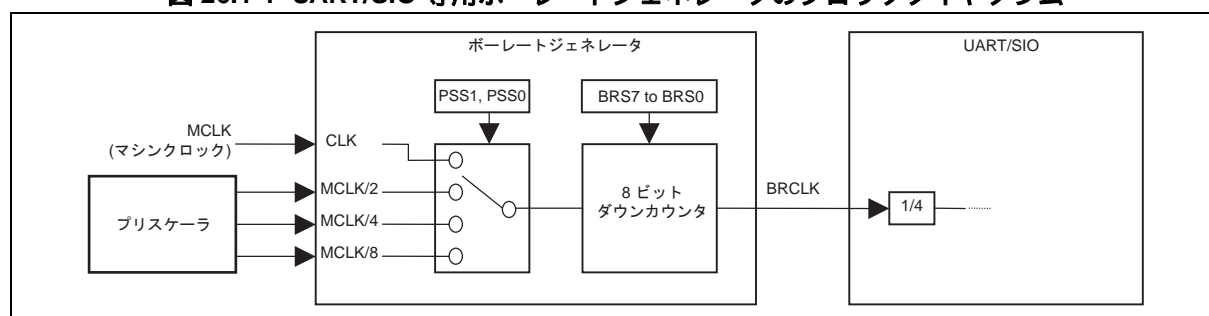 ボーレートジェネレータ
UART/SIO
PSS1, PSS0
BRS7 to BRS0
MCLK
(マシンクロック)
CLK
MCLK/2
MCLK/4
MCLK/8
プリスケーラ
8 ビット
ダウンカウンタ
BRCLK
1/4